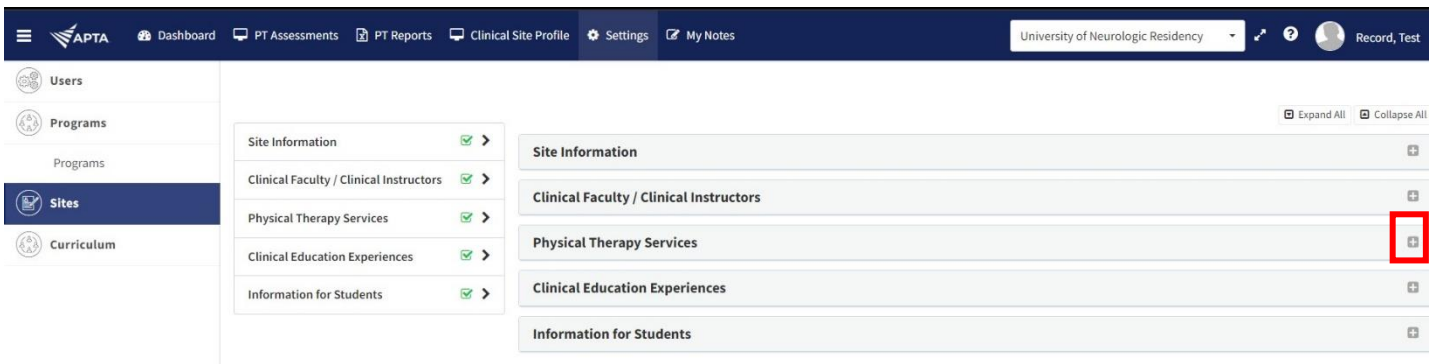 APTA Dashboard PT Assessments PT Reports Clinical Site Profile Settings My Notes University of Neurologic Residency Record, Test
Users
Programs
Programs
Sites
Curriculum
Expand All Collapse All
Site Information
Clinical Faculty / Clinical Instructors
Physical Therapy Services
Clinical Education Experiences
Information for Students
Site Information
Clinical Faculty / Clinical Instructors
Physical Therapy Services
Clinical Education Experiences
Information for Students